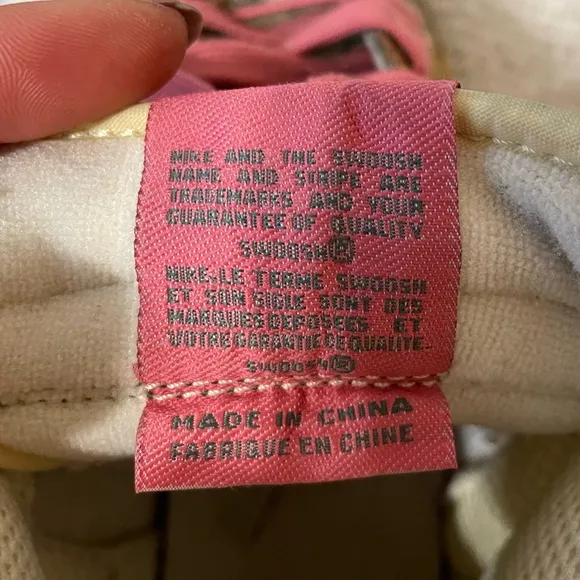 NIKE AND THE SWOOSH
NAME AND STRIPE ARE
TRADEMARKS AND YOUR
GUARANTEE OF QUALITY
SWOOSH®
NIKE: LE TERME SWOOSH
ET SON SIGLE SONT DES
MARQUES DEPOSEES ET
VOTRE GARANTIE DE QUALITE.
SWOOSH®
MADE IN CHINA
FABRIQUE EN CHINE